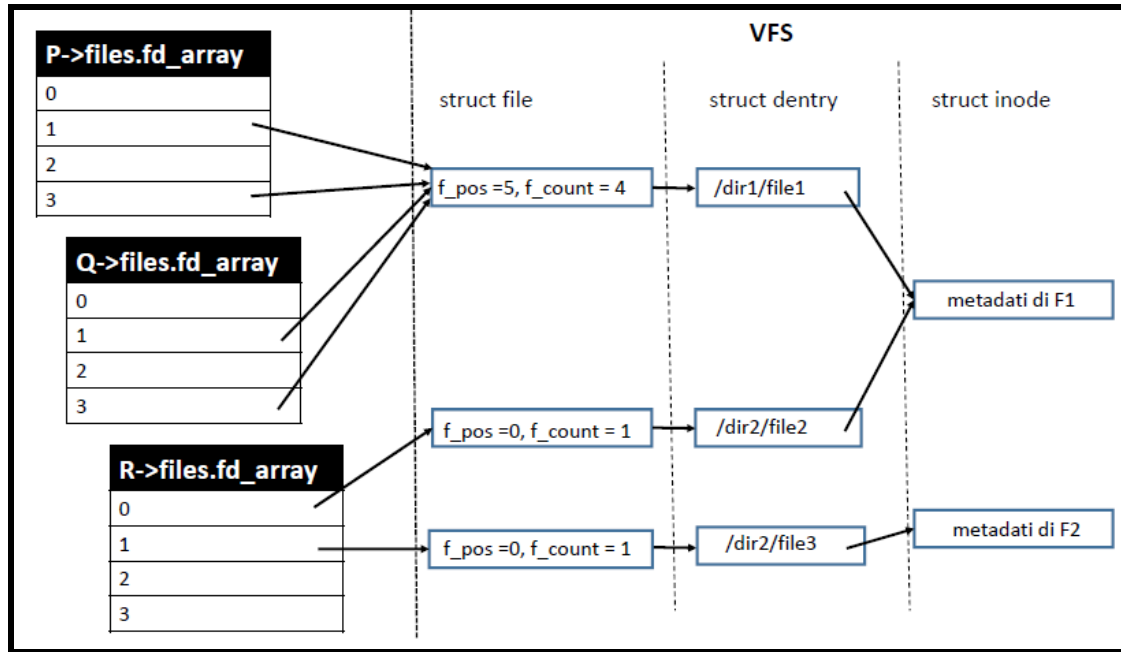 VFS
P->files.fd_array
0
1
2
3
struct file
struct dentry
struct inode
f_pos =5, f_count = 4
/dir1/file1
Q->files.fd_array
0
1
2
3
metadati di F1
f_pos =0, f_count = 1
/dir2/file2
R->files.fd_array
0
1
2
3
f_pos =0, f_count = 1
/dir2/file3
metadati di F2